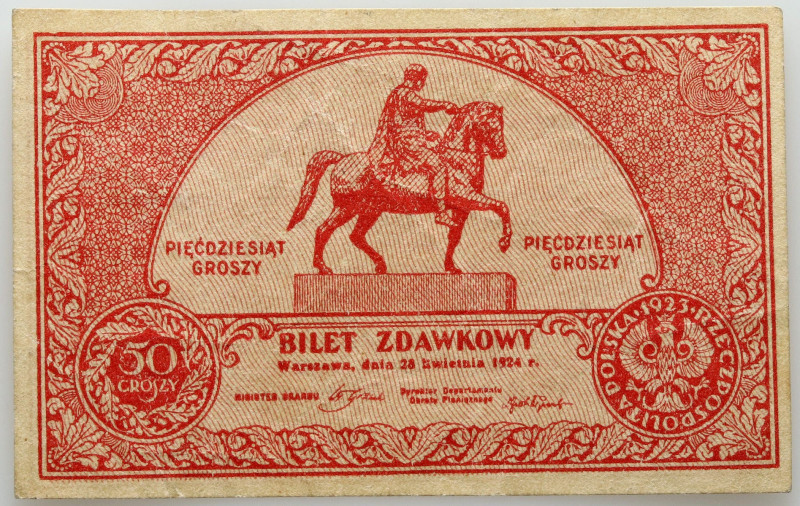 PIĘĆDZIESIĄT
GROSZY
PIĘĆDZIESIĄT
GROSZY
BILET ZDAWKOWY
Warszawa, dnia 28 kwietnia 1924 r.
MINISTER SKARBU
Dyrektor Departamentu
Obrotu Pieniężnego
50
GROSZY
1923 · RZECZPOSPOLITA POLSKA